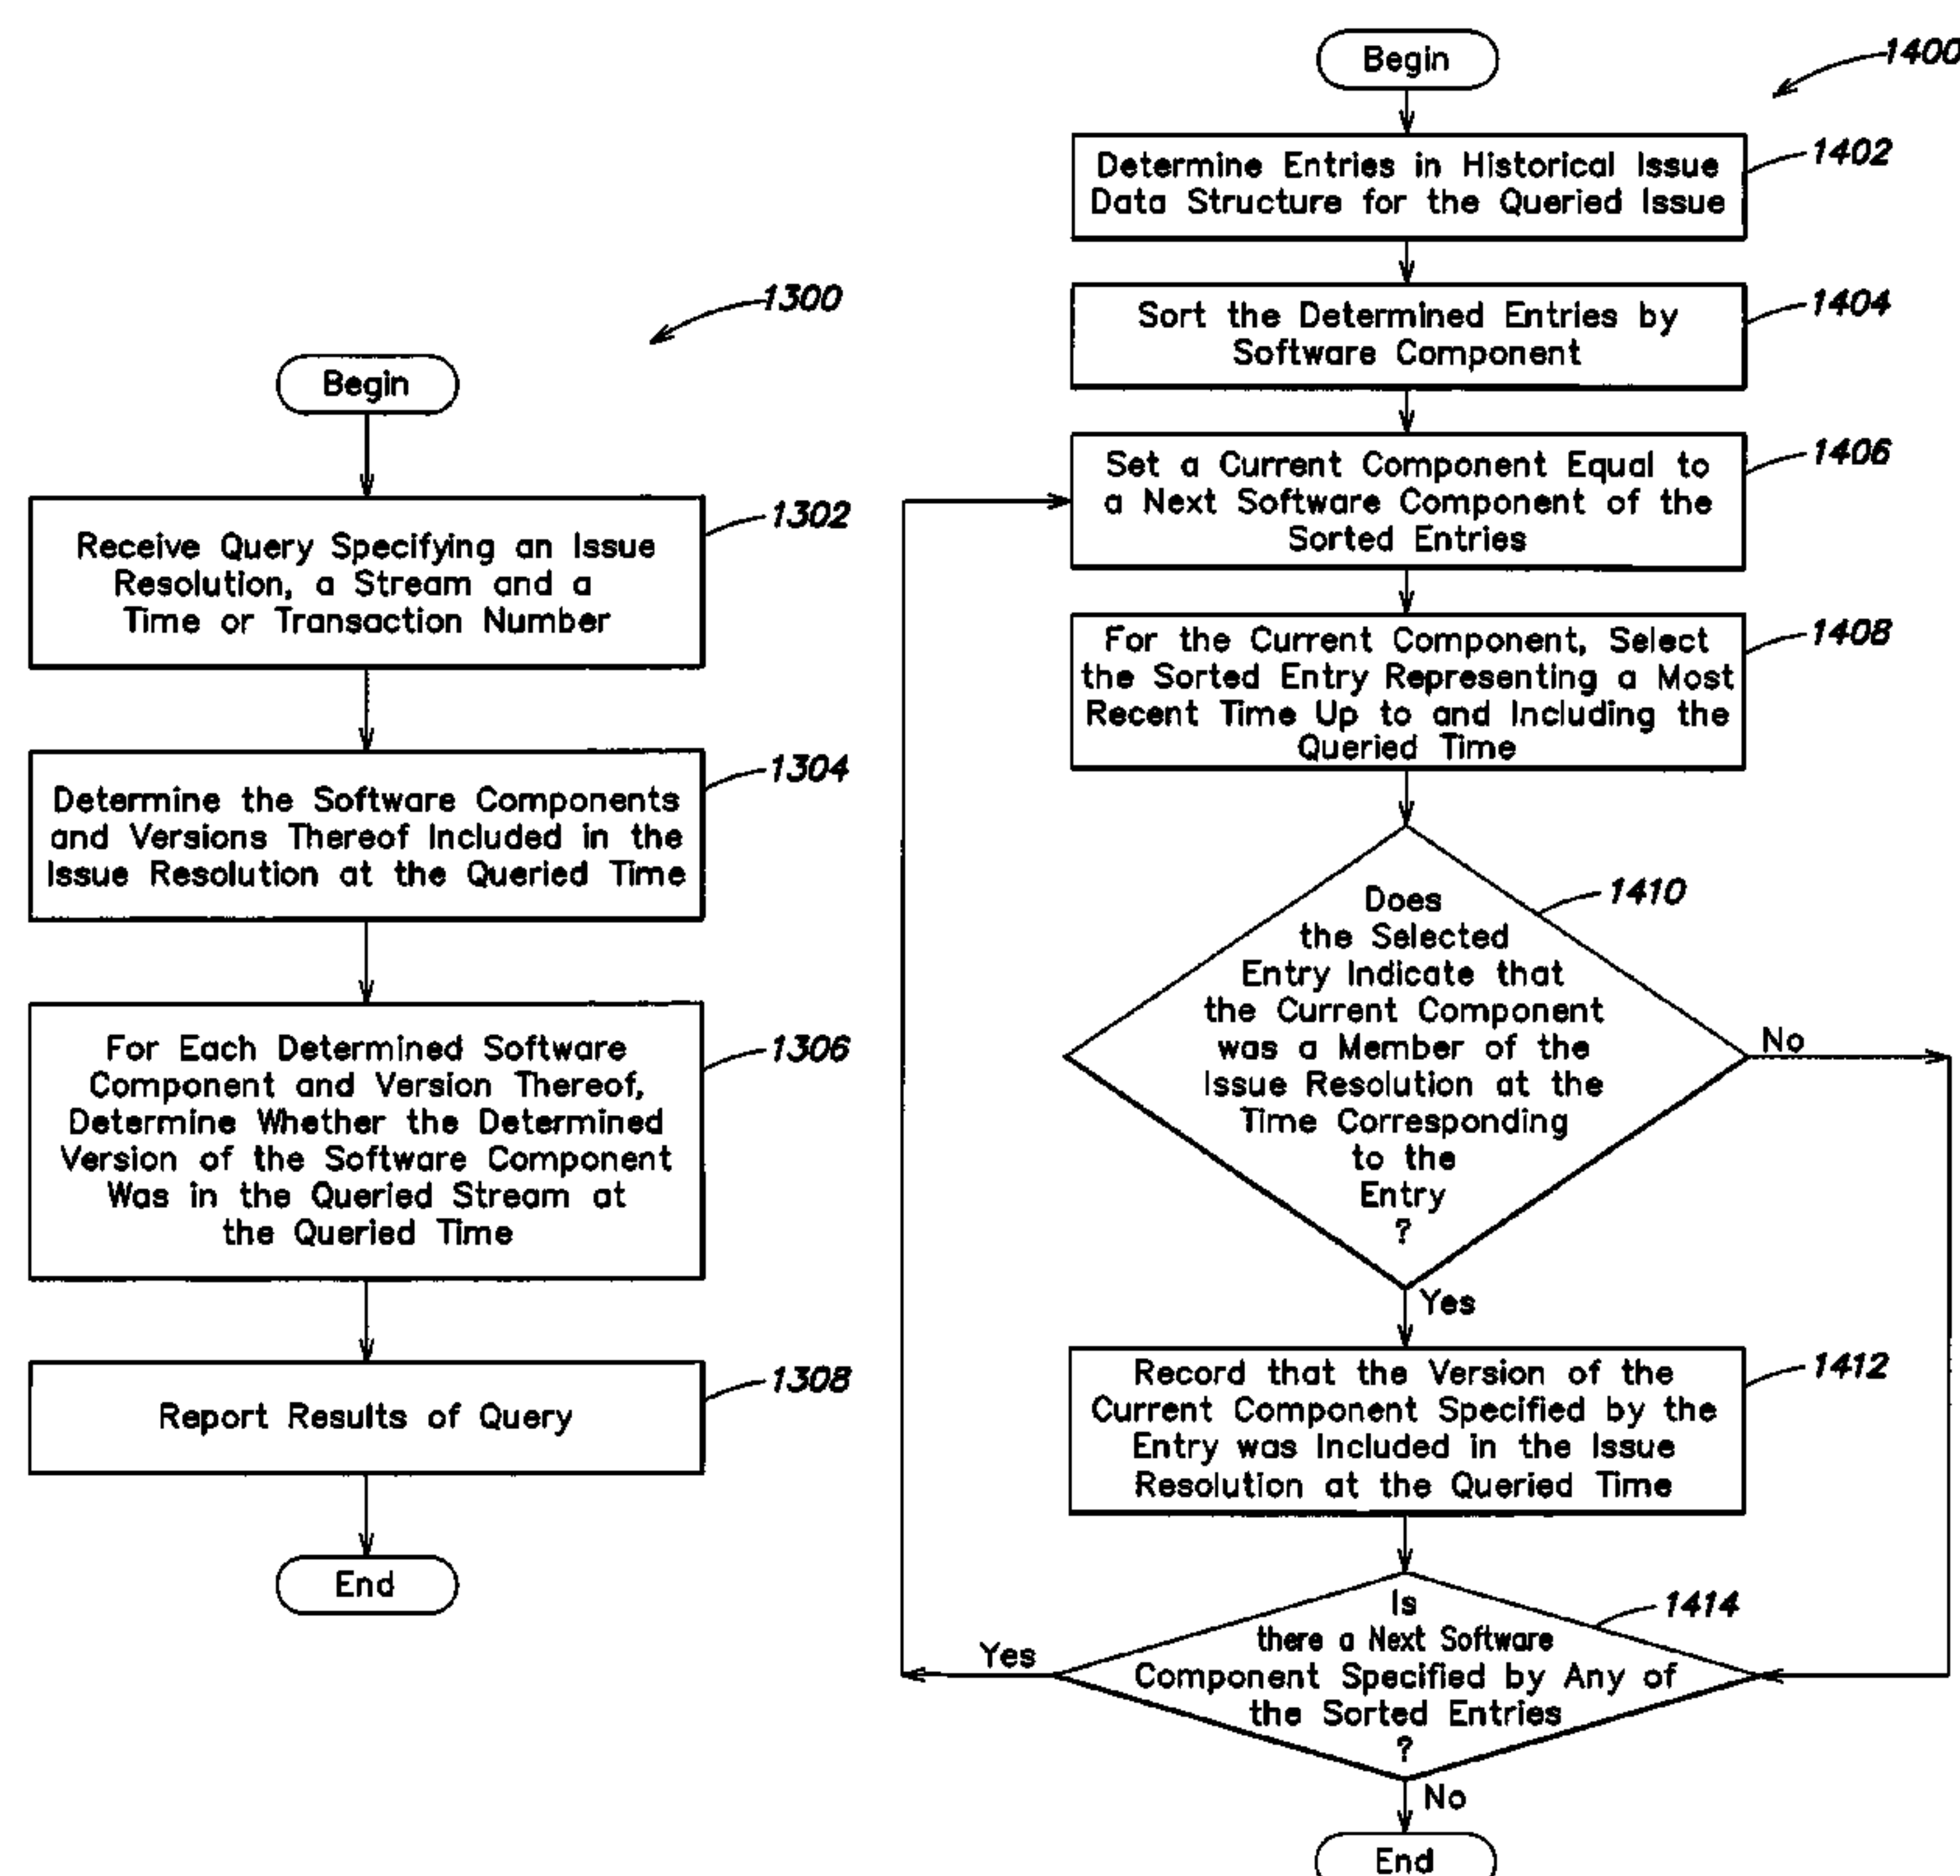 1300
Begin
1302
Receive Query Specifying an Issue
Resolution, a Stream and a
Time or Transaction Number
1304
Determine the Software Components
and Versions Thereof Included in the
Issue Resolution at the Queried Time
1306
For Each Determined Software
Component and Version Thereof,
Determine Whether the Determined
Version of the Software Component
Was in the Queried Stream at
the Queried Time
1308
Report Results of Query
End
1400
Begin
1402
Determine Entries in Historical Issue
Data Structure for the Queried Issue
1404
Sort the Determined Entries by
Software Component
1406
Set a Current Component Equal to
a Next Software Component of the
Sorted Entries
1408
For the Current Component, Select
the Sorted Entry Representing a Most
Recent Time Up to and Including the
Queried Time
1410
Does
the Selected
Entry Indicate that
the Current Component
was a Member of the
Issue Resolution at the
Time Corresponding
to the
Entry
?
No
Yes
1412
Record that the Version of the
Current Component Specified by the
Entry was Included in the Issue
Resolution at the Queried Time
1414
Is
there a Next Software
Component Specified by Any of
the Sorted Entries
?
Yes
No
End